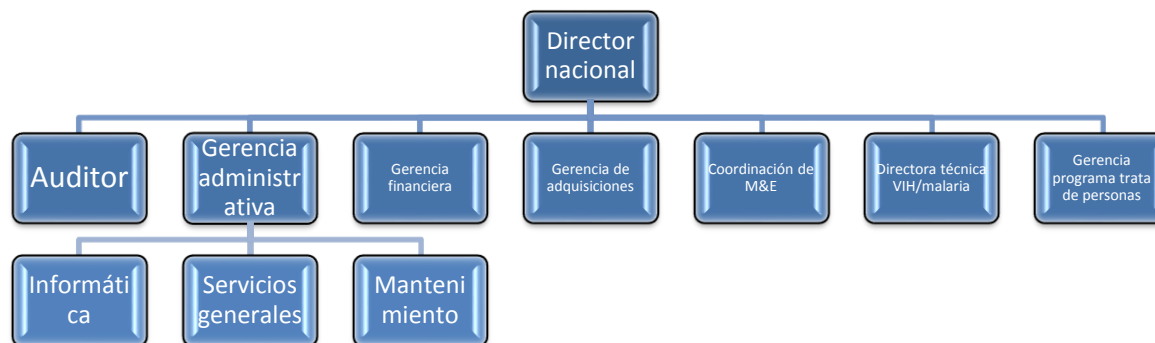 Director
nacional
Auditor
Gerencia
administr
ativa
Gerencia
financiera
Gerencia de
adquisiciones
Coordinación de
M&E
Directora técnica
VIH/malaria
Gerencia
programa trata
de personas
Informáti
ca
Servicios
generales
Manteni
miento